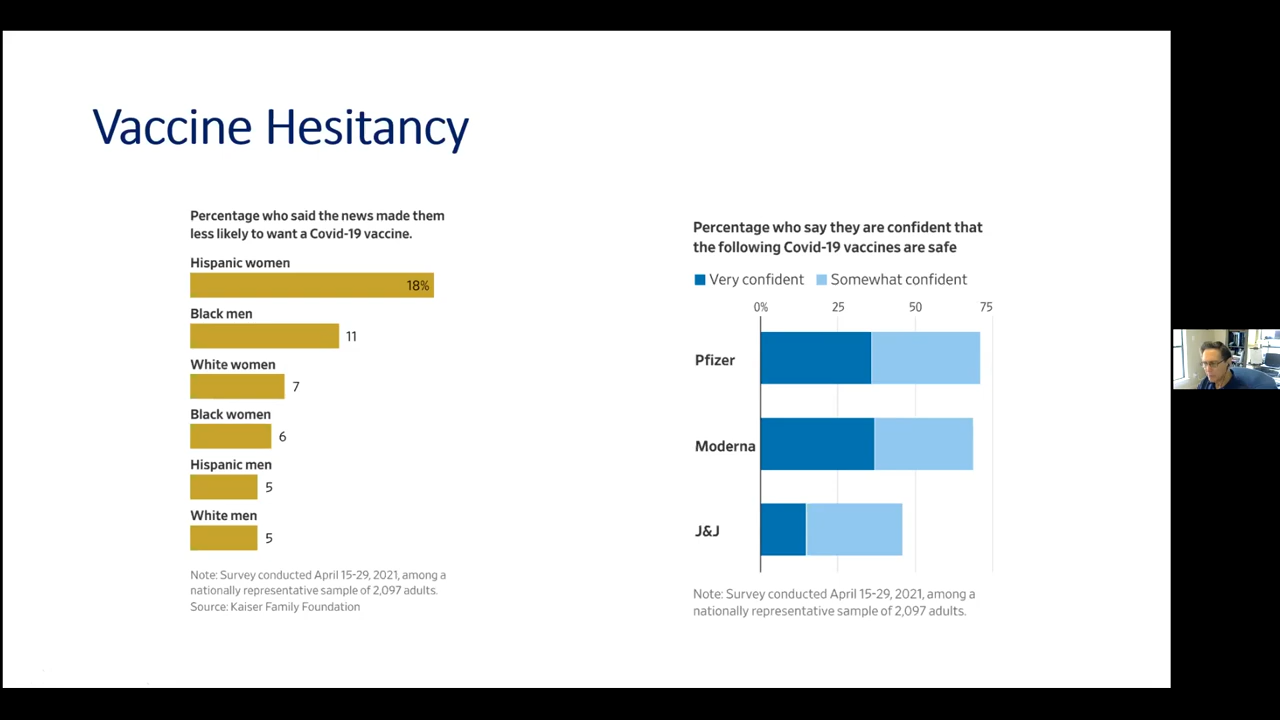 Vaccine Hesitancy
Percentage who said the news made them
less likely to want a Covid-19 vaccine.
Hispanic women
18%
Black men
11
White women
7
Black women
6
Hispanic men
5
White men
5
Note: Survey conducted April 15-29, 2021, among a
nationally representative sample of 2,097 adults.
Source: Kaiser Family Foundation
Percentage who say they are confident that
the following Covid-19 vaccines are safe
Very confident Somewhat confident
0% 25 50 75
Pfizer
Moderna
J&J
Note: Survey conducted April 15-29, 2021, among a
nationally representative sample of 2,097 adults.